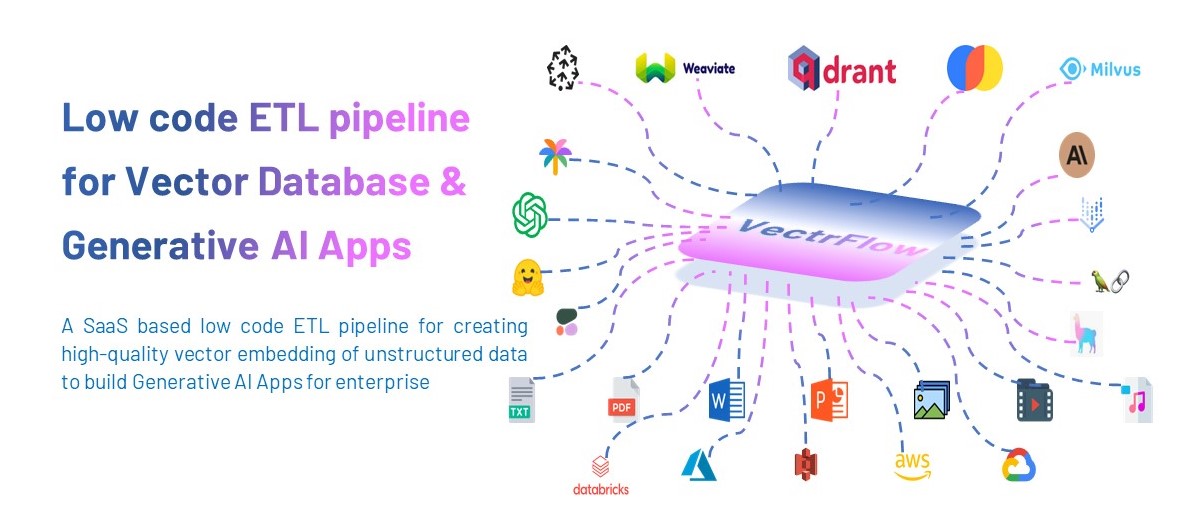 Low code ETL pipeline
for Vector Database &
Generative AI Apps
A SaaS based low code ETL pipeline for creating
high-quality vector embedding of unstructured data
to build Generative AI Apps for enterprise
Weaviate
qdrant
Milvus
A\
VectrFlow
TXT
PDF
W
P
databricks
aws